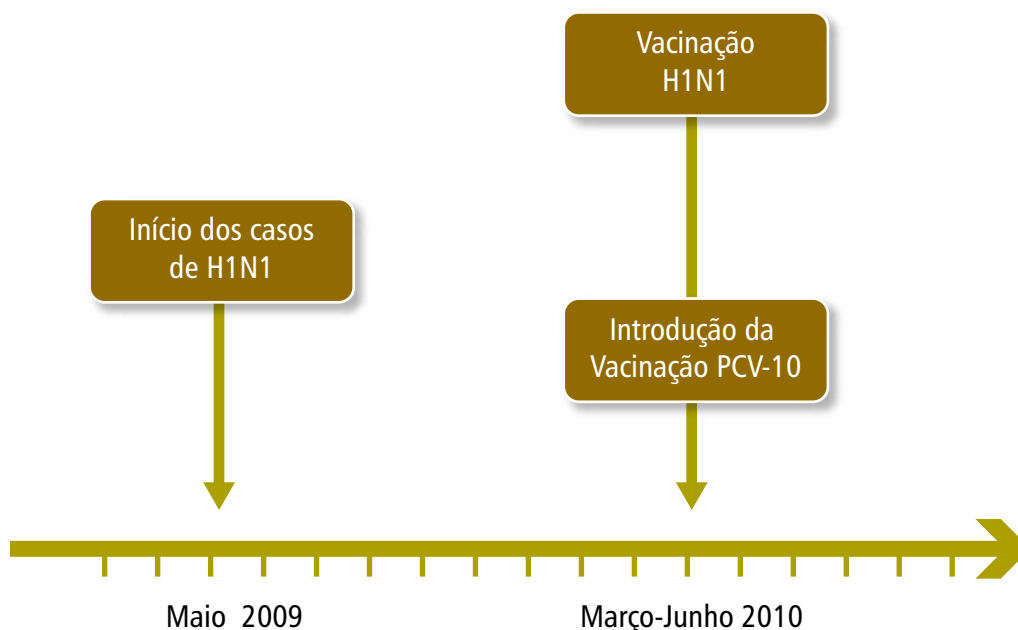 Vacinação
H1N1
Início dos casos
de H1N1
Introdução da
Vacinação PCV-10
Maio 2009
Março-Junho 2010